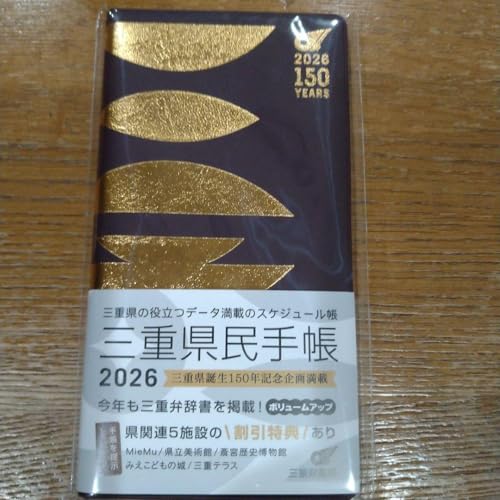 2026
150
YEARS
三重県の役立つデータ満載のスケジュール帳
三重県民手帳
2026 三重県誕生150年記念企画満載
今年も三重弁辞書を掲載! ボリュームアップ
手帳を提示 県関連5施設の\割引特典/あり
MieMu/県立美術館/斎宮歴史博物館
みえこどもの城/三重テラス